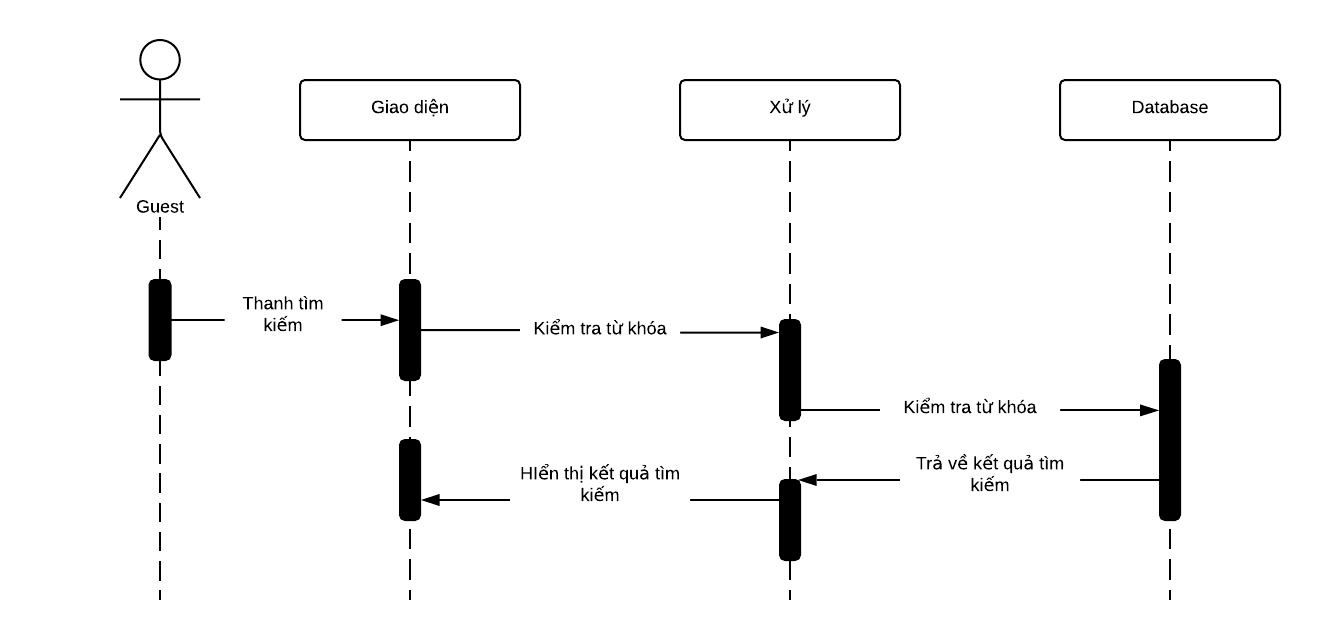 Giao diện
Xử lý
Database
Guest
Thanh tìm
kiếm
Kiểm tra từ khóa
Kiểm tra từ khóa
Trả về kết quả tìm
kiếm
HIển thị kết quả tìm
kiếm